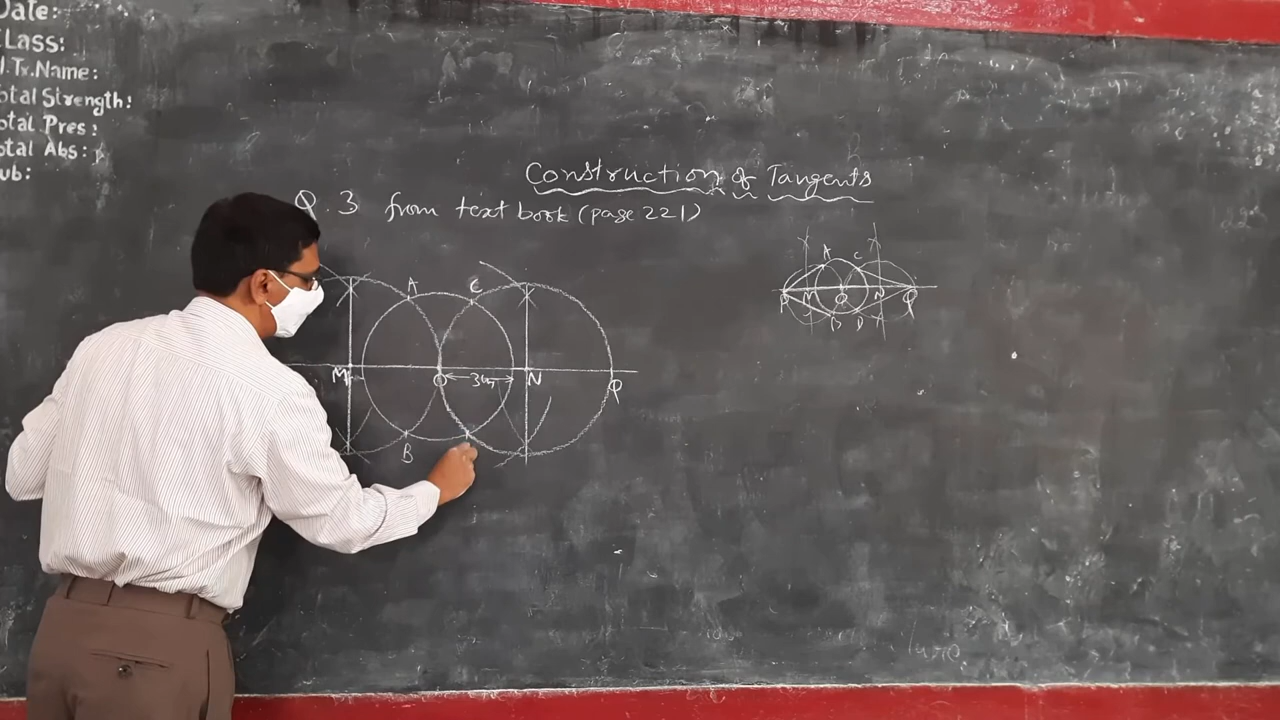 Date:
Class:
Tr.Name:
Total Strength:
Total Pres:
Total Abs:
Sub:
Construction of Tangents
Q.3 from text book (page 221)
A C
M O 3cm N Q
B
A C
P M O N Q
B D